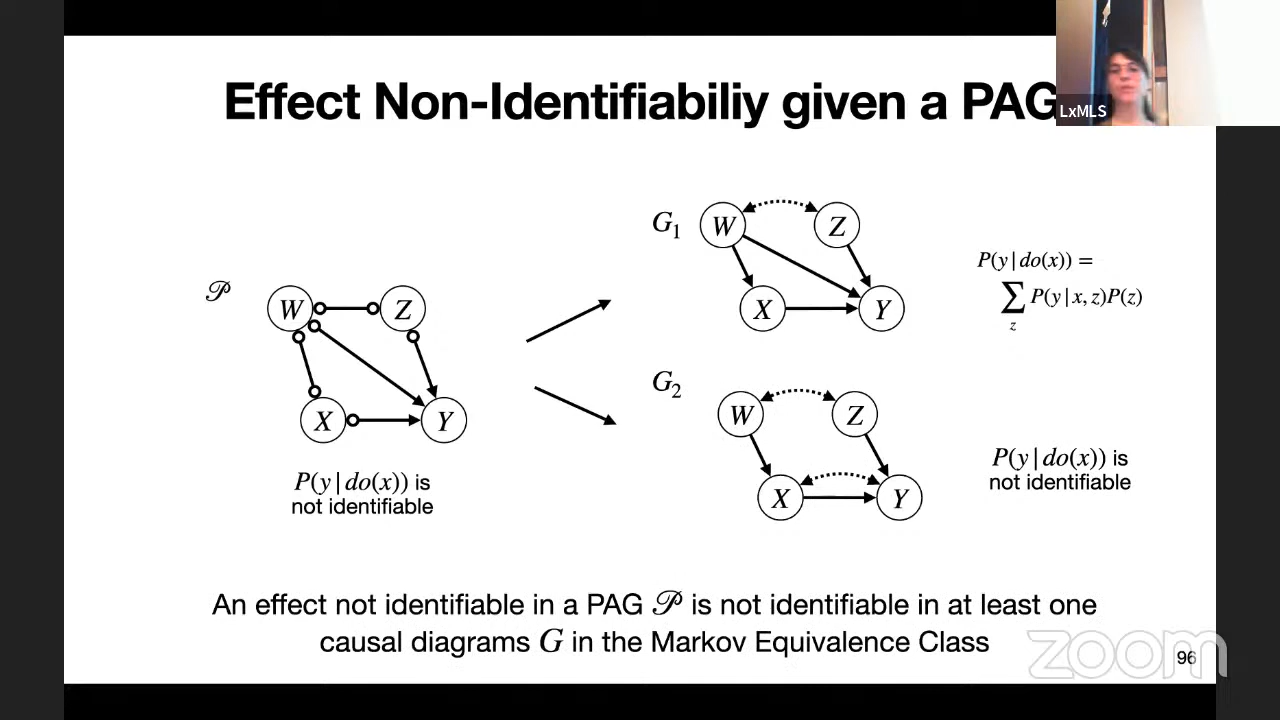 Effect Non-Identifiabiliy given a PAG
LxMLS
𝒫
W
Z
X
Y
P(y|do(x)) is
not identifiable
G₁
W
Z
X
Y
P(y|do(x)) =
∑ P(y|x, z)P(z)
z
G₂
W
Z
X
Y
P(y|do(x)) is
not identifiable
An effect not identifiable in a PAG 𝒫 is not identifiable in at least one
causal diagrams G in the Markov Equivalence Class
zoom
96